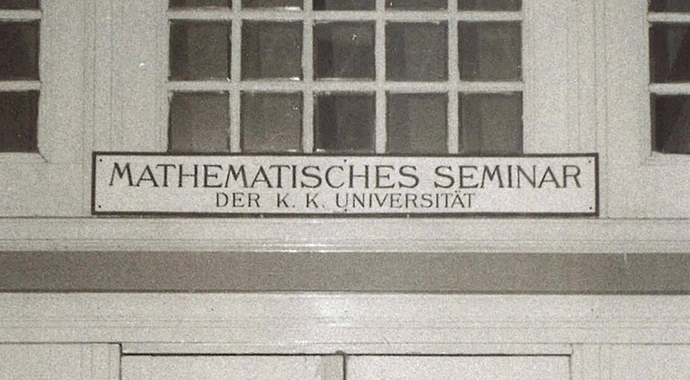 MATHEMATISCHES SEMINAR
DER K. K. UNIVERSITÄT